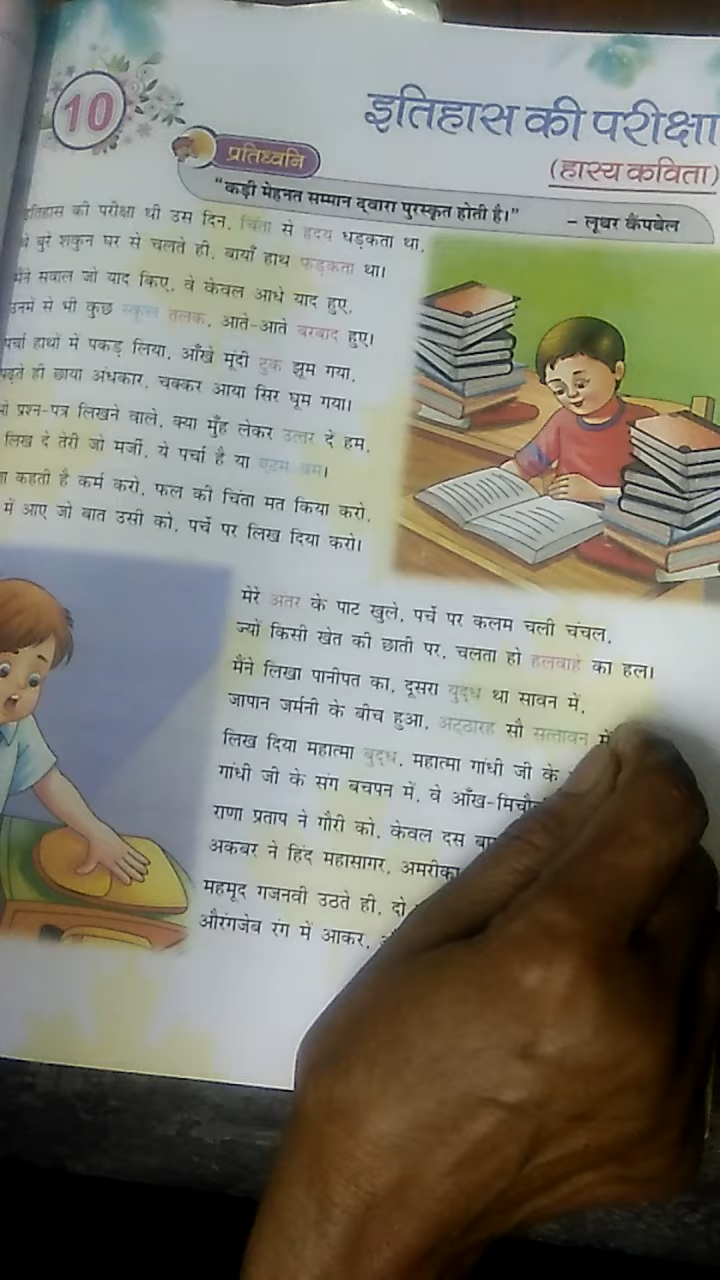 10
इतिहास की परीक्षा
(हास्य कविता)
प्रतिध्वनि
"कड़ी मेहनत सम्मान द्वारा पुरस्कृत होती है।" – लूथर कैंपबेल
इतिहास की परीक्षा थी उस दिन, चिंता से हृदय धड़कता था,
थे बुरे शकुन घर से चलते ही, बायाँ हाथ फड़कता था।
मैंने सवाल जो याद किए, वे केवल आधे याद हुए,
उनमें से भी कुछ स्कूल तलक, आते-आते बरबाद हुए।
पर्चा हाथों में पकड़ लिया, आँखें मूंदी टुक झूम गया,
पढ़ते ही छाया अंधकार, चक्कर आया सिर घूम गया।
प्रश्न-पत्र लिखने वाले, क्या मुँह लेकर उत्तर दें हम,
लिख दे तेरी जो मर्जी, ये पर्चा है या एटम-बम।
कहती है कर्म करो, फल की चिंता मत किया करो,
में आए जो बात उसी को, पर्चे पर लिख दिया करो।
मेरे अंतर के पाट खुले, पर्चे पर कलम चली चंचल,
ज्यों किसी खेत की छाती पर, चलता हो हलवाहे का हल।
मैंने लिखा पानीपत का, दूसरा युद्ध था सावन में,
जापान जर्मनी के बीच हुआ, अट्ठारह सौ सत्तावन में
लिख दिया महात्मा बुद्ध, महात्मा गांधी जी के
गांधी जी के संग बचपन में, वे आँख-मिचौ
राणा प्रताप ने गौरी को, केवल दस बा
अकबर ने हिंद महासागर, अमरीका
महमूद गजनवी उठते ही, दो
औरंगजेब रंग में आकर,